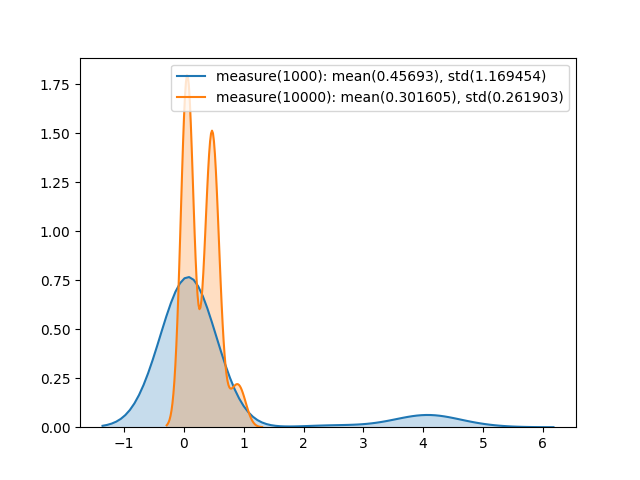 measure(1000): mean(0.45693), std(1.169454)
measure(10000): mean(0.301605), std(0.261903)
1.75
1.50
1.25
1.00
0.75
0.50
0.25
0.00
−1 0 1 2 3 4 5 6